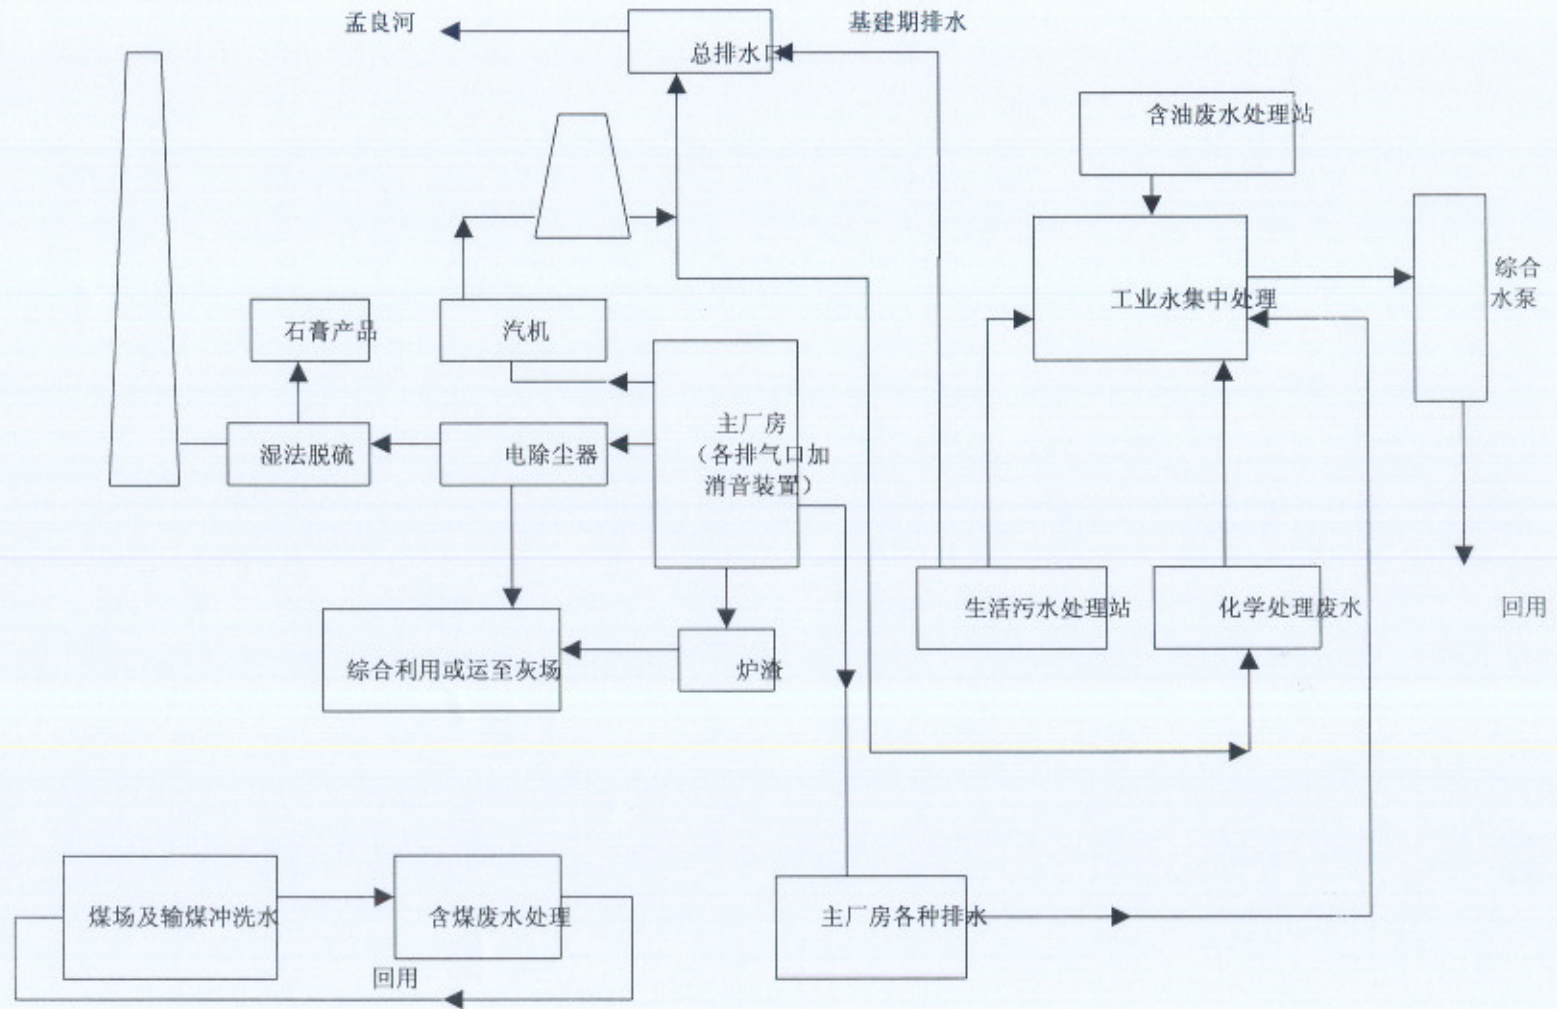 孟良河
基建期排水
总排水口
含油废水处理站
综合
水泵
工业永集中处理
石膏产品
汽机
主厂房
（各排气口加
消音装置）
湿法脱硫
电除尘器
生活污水处理站
化学处理废水
回用
综合利用或运至灰场
炉渣
煤场及输煤冲洗水
含煤废水处理
主厂房各种排水
回用